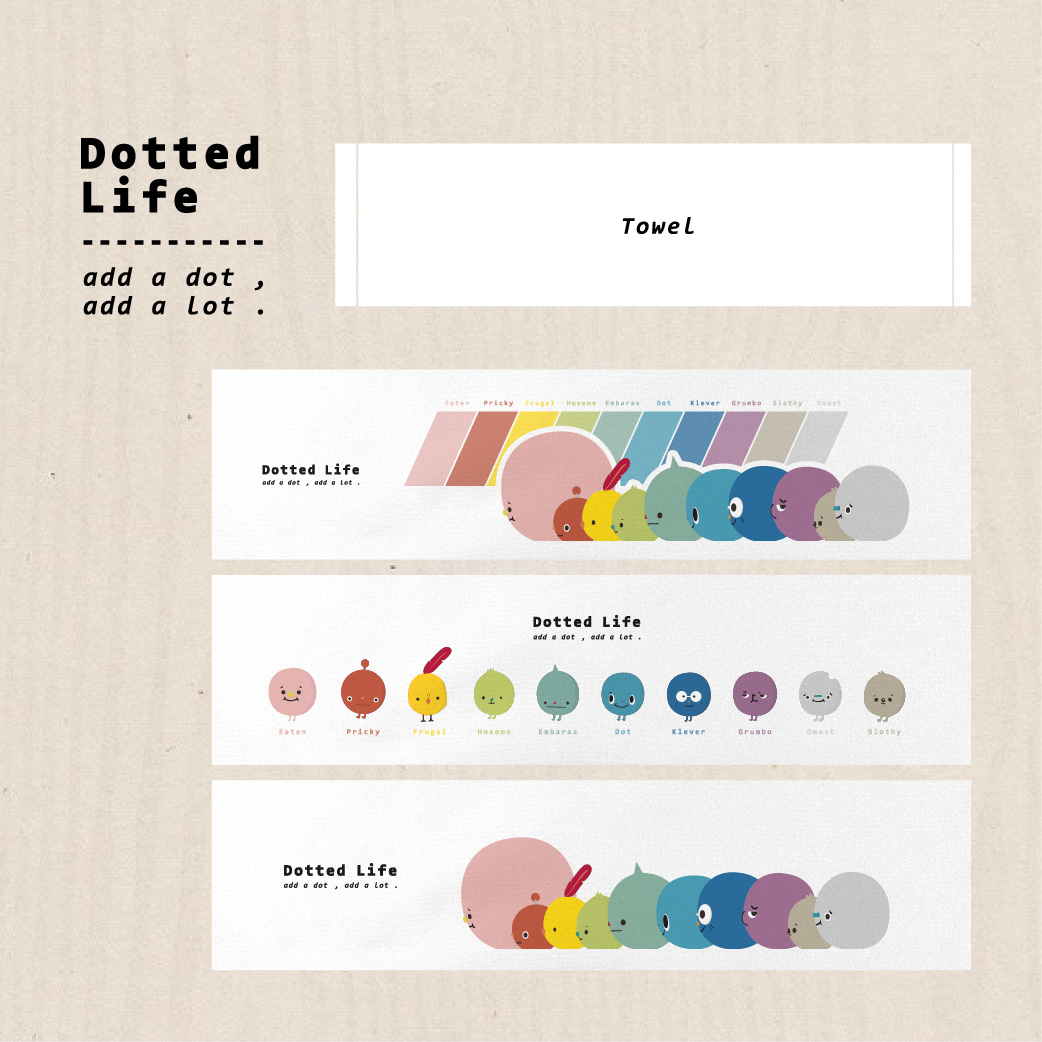 Dotted
Life
-----------
add a dot ,
add a lot .
Towel
Eaten Pricky Frugal Hosome Embaras Dot Klever Grumbo Slothy Omost
Dotted Life
add a dot , add a lot .
Dotted Life
add a dot , add a lot .
Eaten Pricky Frugal Hosome Embaras Dot Klever Grumbo Omost Slothy
Dotted Life
add a dot , add a lot .